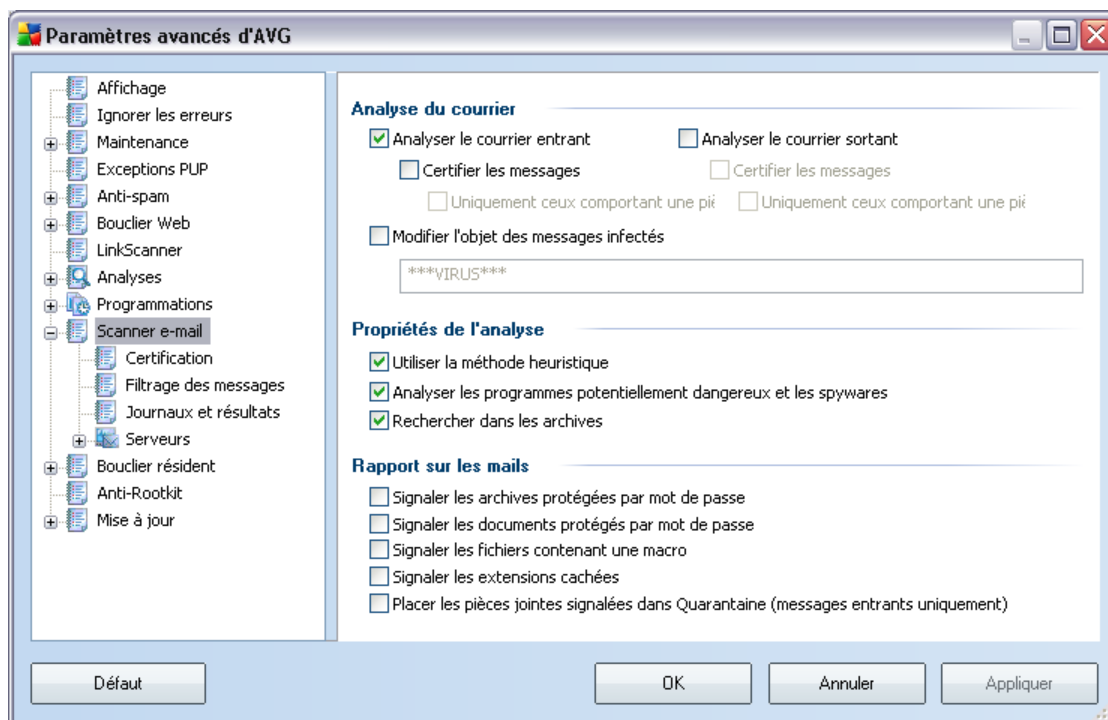 Paramètres avancés d'AVG
Affichage
Ignorer les erreurs
Maintenance
Exceptions PUP
Anti-spam
Bouclier Web
LinkScanner
Analyses
Programmations
Scanner e-mail
Certification
Filtrage des messages
Journaux et résultats
Serveurs
Bouclier résident
Anti-Rootkit
Mise à jour
Analyse du courrier
Analyser le courrier entrant Analyser le courrier sortant
Certifier les messages Certifier les messages
Uniquement ceux comportant une piè Uniquement ceux comportant une piè
Modifier l'objet des messages infectés
***VIRUS***
Propriétés de l'analyse
Utiliser la méthode heuristique
Analyser les programmes potentiellement dangereux et les spywares
Rechercher dans les archives
Rapport sur les mails
Signaler les archives protégées par mot de passe
Signaler les documents protégés par mot de passe
Signaler les fichiers contenant une macro
Signaler les extensions cachées
Placer les pièces jointes signalées dans Quarantaine (messages entrants uniquement)
Défaut OK Annuler Appliquer